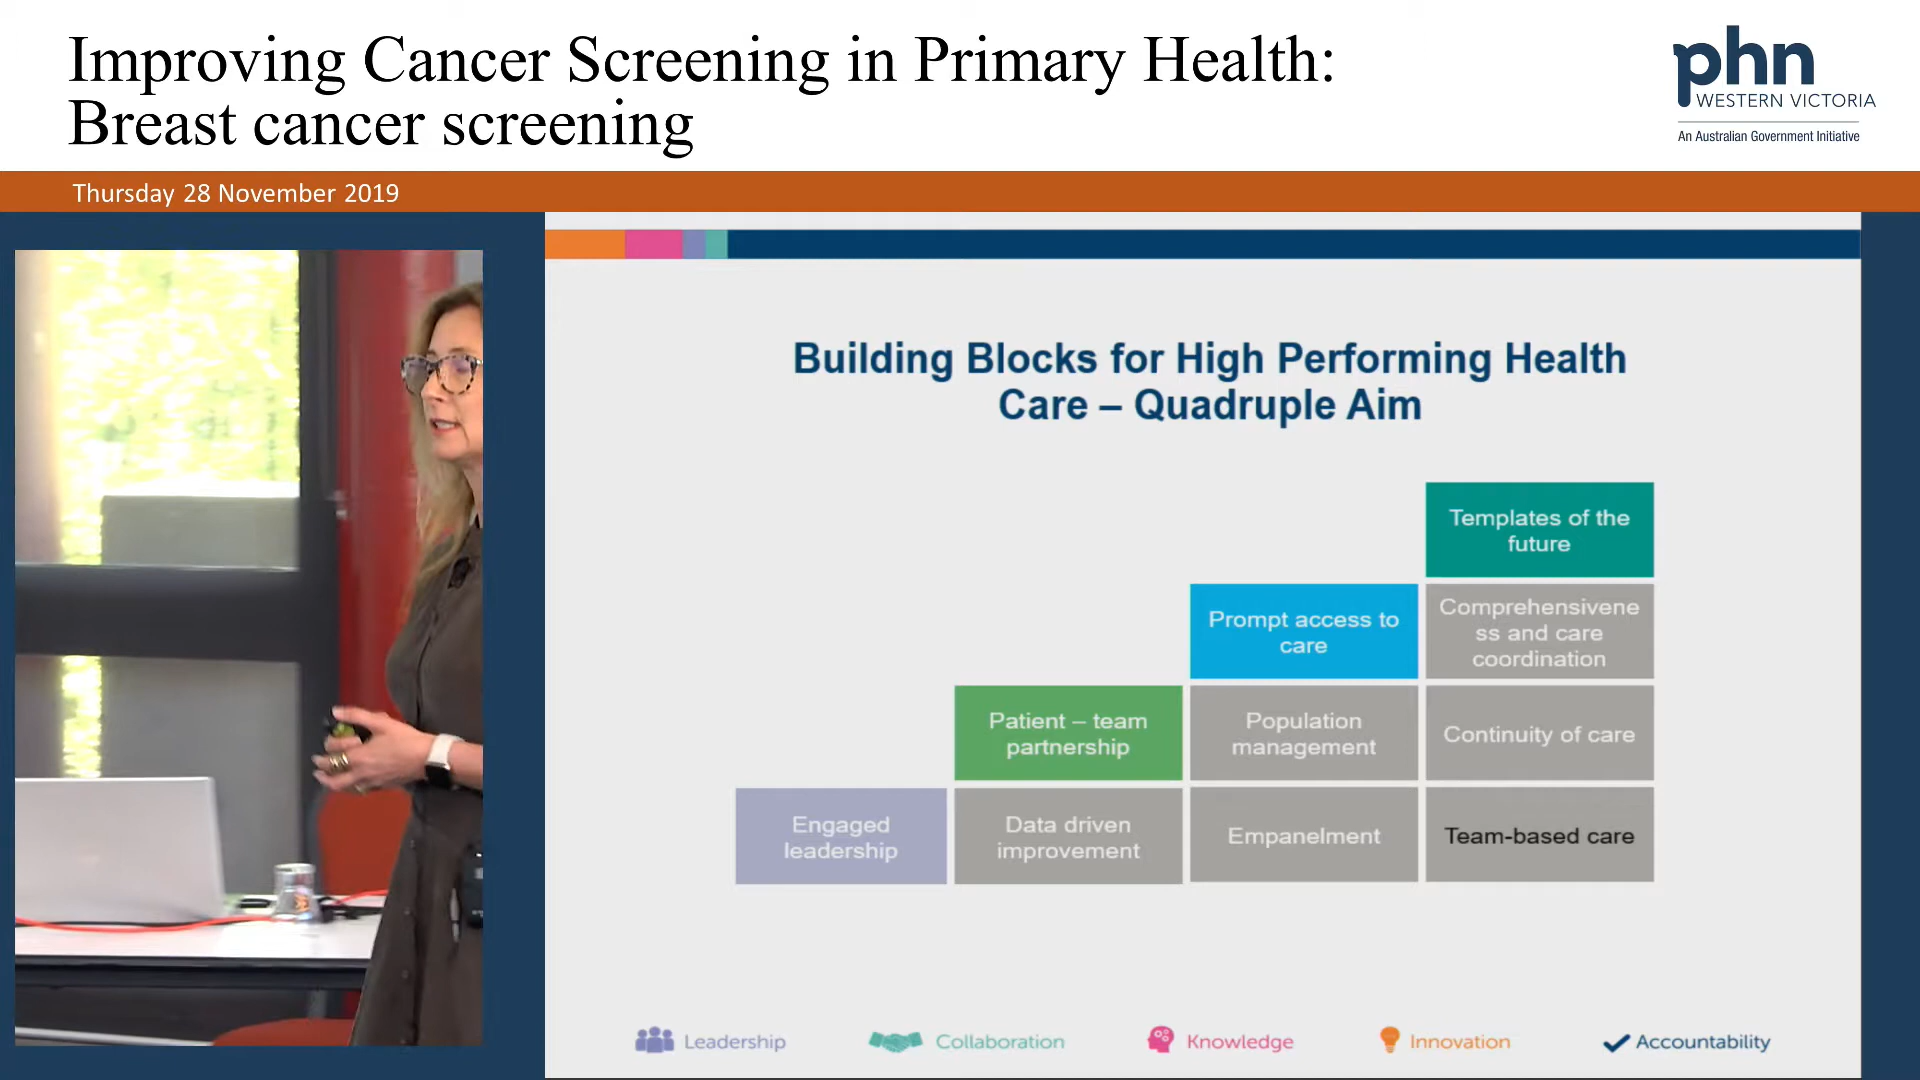 Improving Cancer Screening in Primary Health:
Breast cancer screening
phn
WESTERN VICTORIA
An Australian Government Initiative
Thursday 28 November 2019
Building Blocks for High Performing Health
Care – Quadruple Aim
Templates of the
future
Prompt access to
care
Comprehensivene
ss and care
coordination
Patient – team
partnership
Population
management
Continuity of care
Engaged
leadership
Data driven
improvement
Empanelment
Team-based care
Leadership
Collaboration
Knowledge
Innovation
Accountability